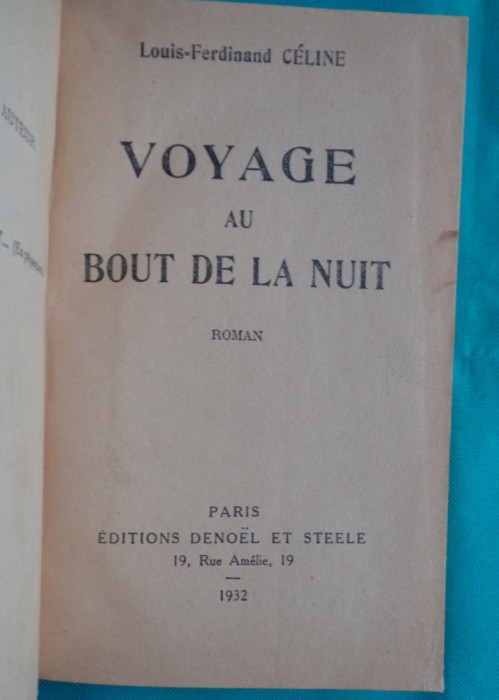 AUTEUR
Louis-Ferdinand CÉLINE
VOYAGE
AU
BOUT DE LA NUIT
ROMAN
PARIS
ÉDITIONS DENOËL ET STEELE
19, Rue Amélie, 19
1932